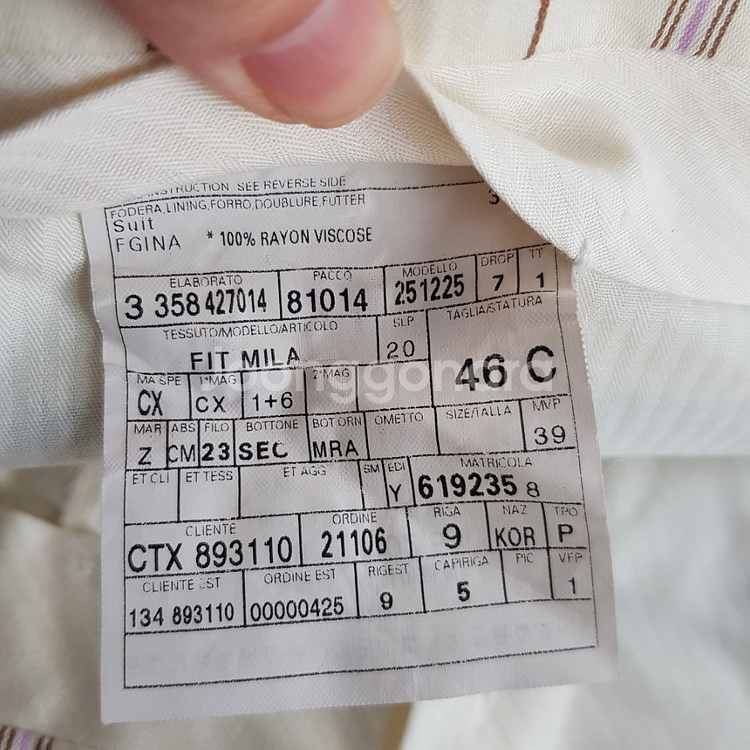 INSTRUCTION SEE REVERSE SIDE
FODERA,LINING,FORRO,DOUBLURE,FUTTER
Suit
FGINA * 100% RAYON VISCOSE
ELABORATO PACCO MODELLO DROP TT
3 358427014 81014 251225 7 1
TESSUTO/MODELLO/ARTICOLO SLP TAGLIA/STATURA
FIT MILA 20 46 C
MA SPE 1°MAG 2°MAG
CX CX 1+6
MAR ABS FILO BOTTONE BOT ORN OMETTO SIZE/TALLA MVP
Z CM 23 SEC MRA 39
ET CLI ET TESS ET AGG SM EDI MATRICOLA
Y 619235 8
CLIENTE ORDINE RIGA NAZ TPO
CTX 893110 21106 9 KOR P
CLIENTE EST ORDINE EST RIGEST CAPIRIGA PIC VFP
134 893110 00000425 9 5 1